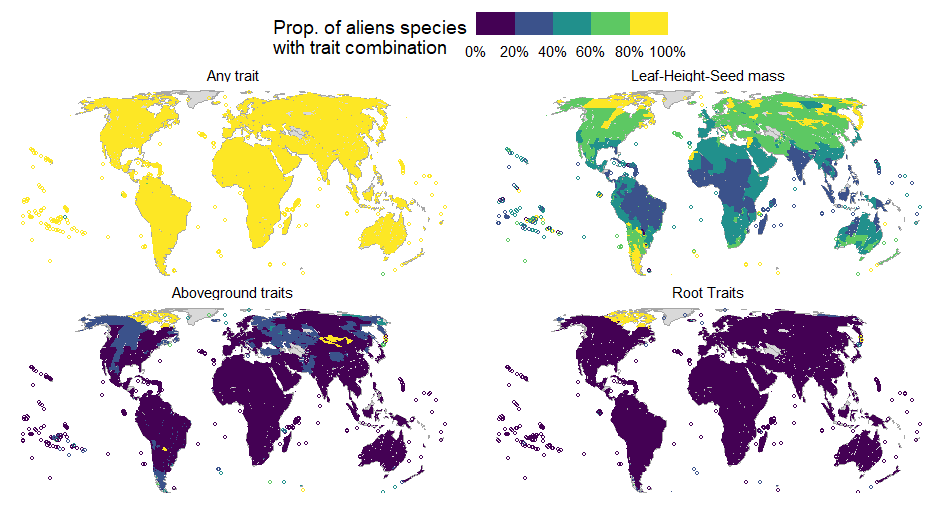 Prop. of aliens species
with trait combination
0% 20% 40% 60% 80% 100%
Any trait
Leaf-Height-Seed mass
Aboveground traits
Root Traits